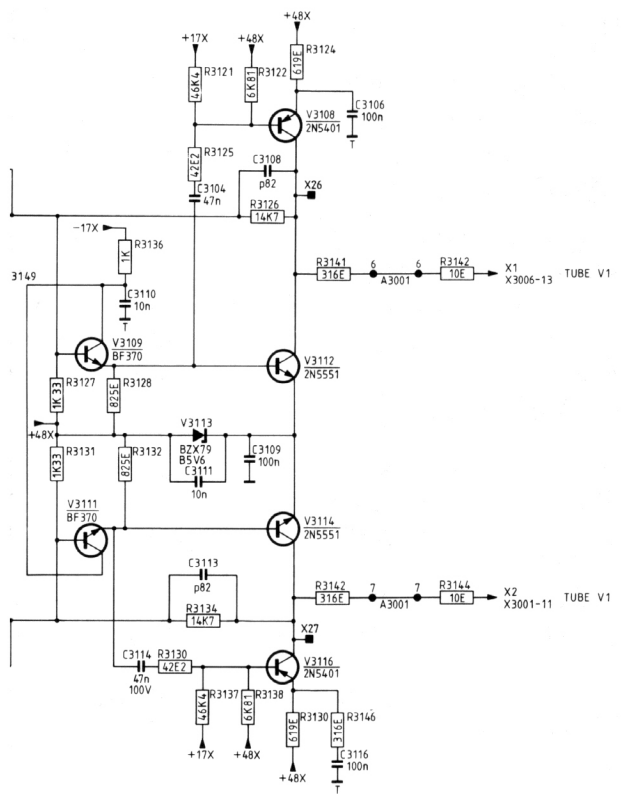 +48X
+17X
+48X
R3124
619E
R3121
46K4
R3122
6K81
C3106
100n
V3108
2N5401
R3125
42E2
C3108
p82
C3104
47n
X26
R3126
14K7
-17X
R3136
1K
R3141
316E
6
6
A3001
R3142
10E
X1
X3006-13
TUBE V1
3149
C3110
10n
V3109
BF370
V3112
2N5551
R3127
1K33
R3128
825E
+48X
V3113
BZX79
B5V6
C3111
10n
C3109
100n
R3131
1K33
R3132
825E
V3111
BF370
V3114
2N5551
C3113
p82
R3134
14K7
R3142
316E
7
7
A3001
R3144
10E
X2
X3001-11
TUBE V1
X27
C3114
47n
100V
R3130
42E2
V3116
2N5401
R3137
46K4
R3138
6K81
R3130
619E
R3146
316E
C3116
100n
+17X
+48X
+48X